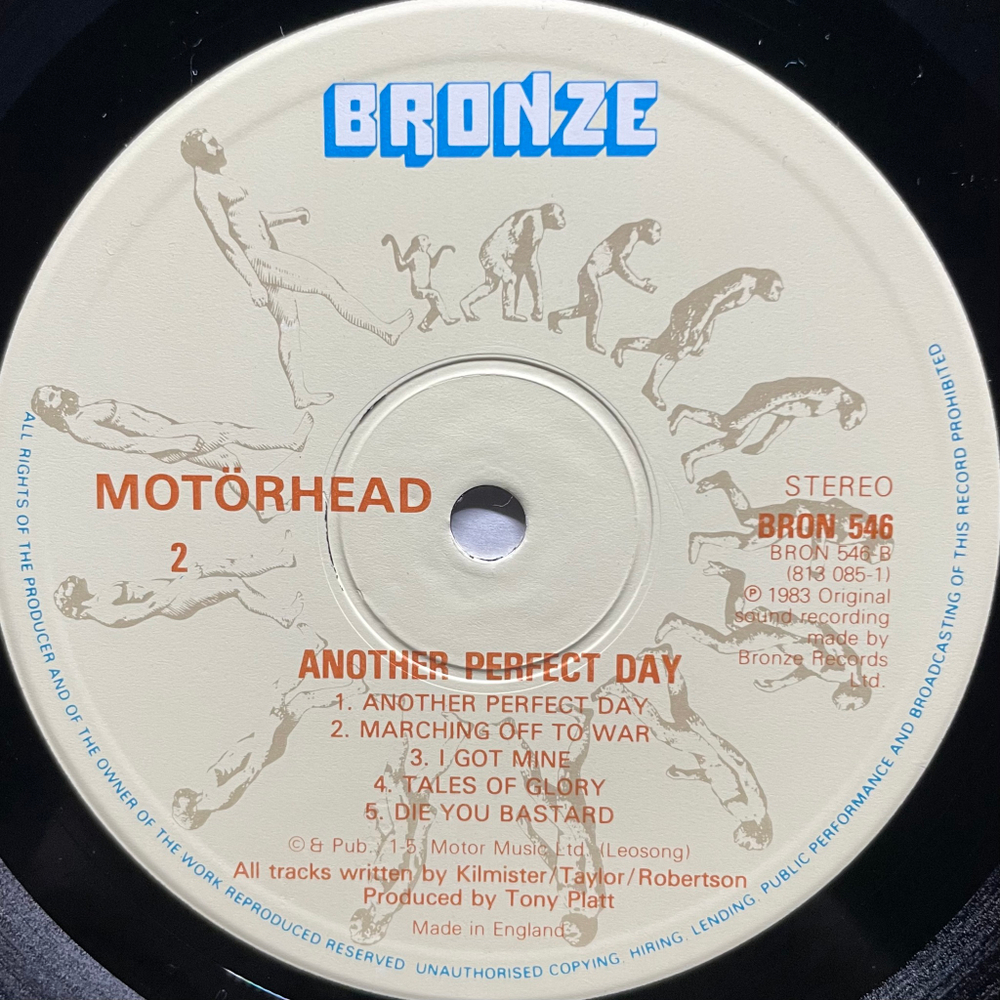 BRONZE
MOTÖRHEAD
2
STEREO
BRON 546
BRON 546 B
(813 085-1)
℗ 1983 Original
sound recording
made by
Bronze Records
Ltd.
ANOTHER PERFECT DAY
1. ANOTHER PERFECT DAY
2. MARCHING OFF TO WAR
3. I GOT MINE
4. TALES OF GLORY
5. DIE YOU BASTARD
© & Pub. 1-5, Motor Music Ltd. (Leosong)
All tracks written by Kilmister/Taylor/Robertson
Produced by Tony Platt
Made in England
ALL RIGHTS OF THE PRODUCER AND OF THE OWNER OF THE WORK REPRODUCED RESERVED UNAUTHORISED COPYING, HIRING, LENDING, PUBLIC PERFORMANCE AND BROADCASTING OF THIS RECORD PROHIBITED